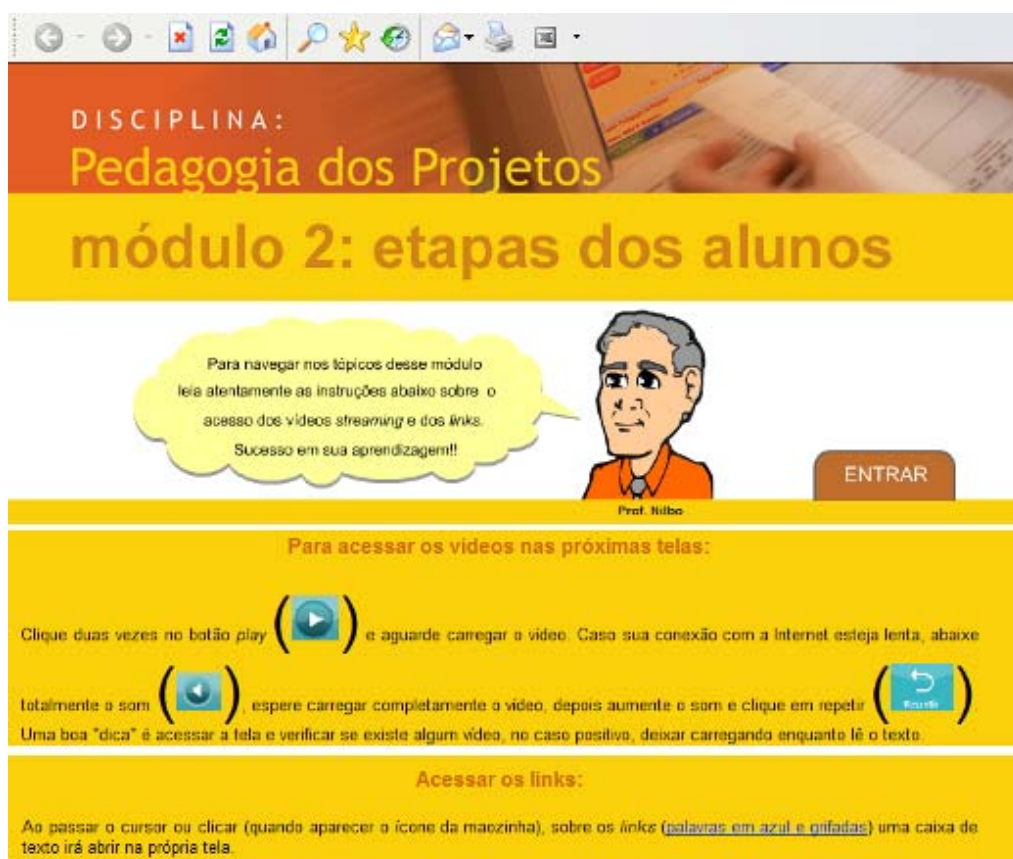 DISCIPLINA:
Pedagogia dos Projetos
módulo 2: etapas dos alunos
Para navegar nos tópicos desse módulo
leia atentamente as instruções abaixo sobre o
acesso dos vídeos streaming e dos links.
Sucesso em sua aprendizagem!!
ENTRAR
Prof. Nilbo
Para acessar os vídeos nas próximas telas:
Clique duas vezes no botão play ( ) e aguarde carregar o vídeo. Caso sua conexão com a Internet esteja lenta, abaixe
totalmente o som ( ), espere carregar completamente o vídeo, depois aumente o som e clique em repetir ( )
Uma boa "dica" é acessar a tela e verificar se existe algum vídeo, no caso positivo, deixar carregando enquanto lê o texto.
Acessar os links:
Ao passar o cursor ou clicar (quando aparecer o ícone da maozinha), sobre os links (palavras em azul e grifadas) uma caixa de
texto irá abrir na própria tela.